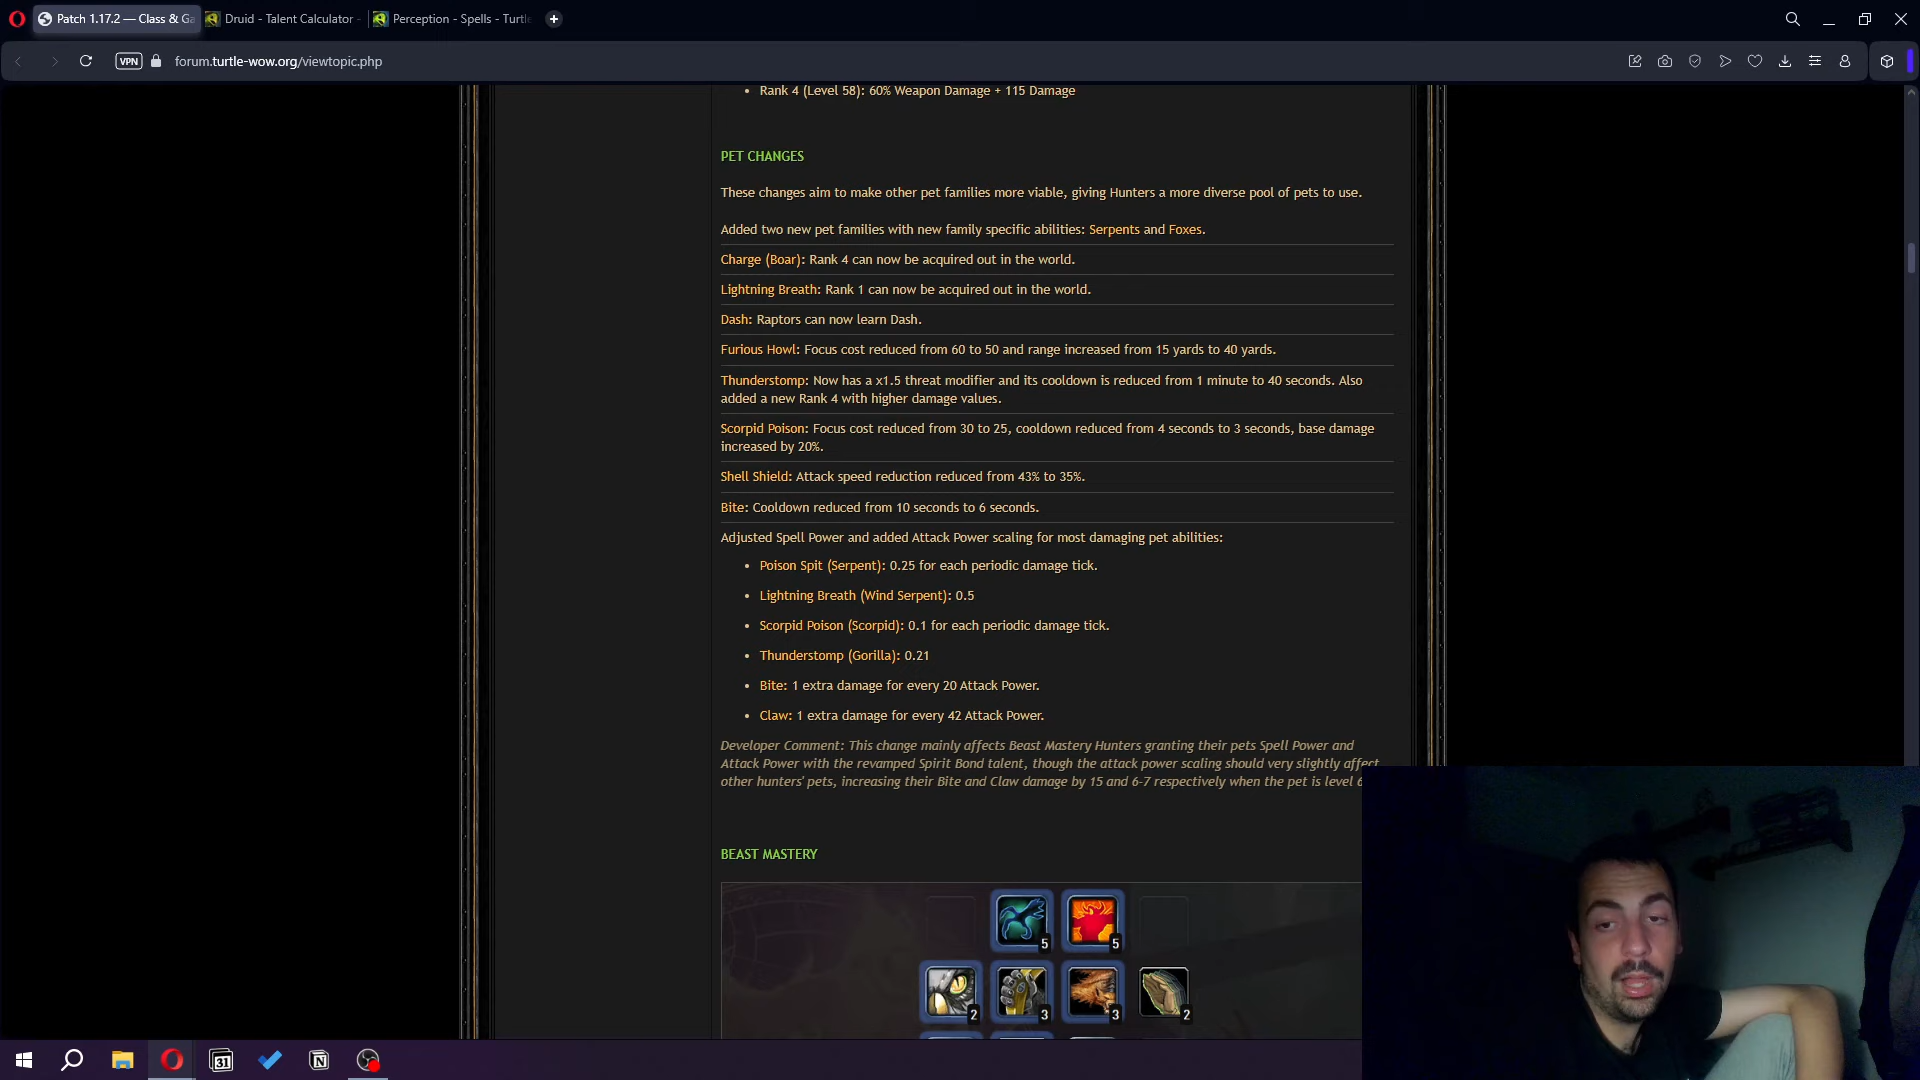 Patch 1.17.2 — Class & Ga
Druid - Talent Calculator -
Perception - Spells - Turtl
VPN
forum.turtle-wow.org/viewtopic.php
• Rank 4 (Level 58): 60% Weapon Damage + 115 Damage
PET CHANGES
These changes aim to make other pet families more viable, giving Hunters a more diverse pool of pets to use.
Added two new pet families with new family specific abilities: Serpents and Foxes.
Charge (Boar): Rank 4 can now be acquired out in the world.
Lightning Breath: Rank 1 can now be acquired out in the world.
Dash: Raptors can now learn Dash.
Furious Howl: Focus cost reduced from 60 to 50 and range increased from 15 yards to 40 yards.
Thunderstomp: Now has a x1.5 threat modifier and its cooldown is reduced from 1 minute to 40 seconds. Also
added a new Rank 4 with higher damage values.
Scorpid Poison: Focus cost reduced from 30 to 25, cooldown reduced from 4 seconds to 3 seconds, base damage
increased by 20%.
Shell Shield: Attack speed reduction reduced from 43% to 35%.
Bite: Cooldown reduced from 10 seconds to 6 seconds.
Adjusted Spell Power and added Attack Power scaling for most damaging pet abilities:
• Poison Spit (Serpent): 0.25 for each periodic damage tick.
• Lightning Breath (Wind Serpent): 0.5
• Scorpid Poison (Scorpid): 0.1 for each periodic damage tick.
• Thunderstomp (Gorilla): 0.21
• Bite: 1 extra damage for every 20 Attack Power.
• Claw: 1 extra damage for every 42 Attack Power.
Developer Comment: This change mainly affects Beast Mastery Hunters granting their pets Spell Power and
Attack Power with the revamped Spirit Bond talent, though the attack power scaling should very slightly affect
other hunters' pets, increasing their Bite and Claw damage by 15 and 6-7 respectively when the pet is level 6
BEAST MASTERY
5
5
2
3
3
2
31
N